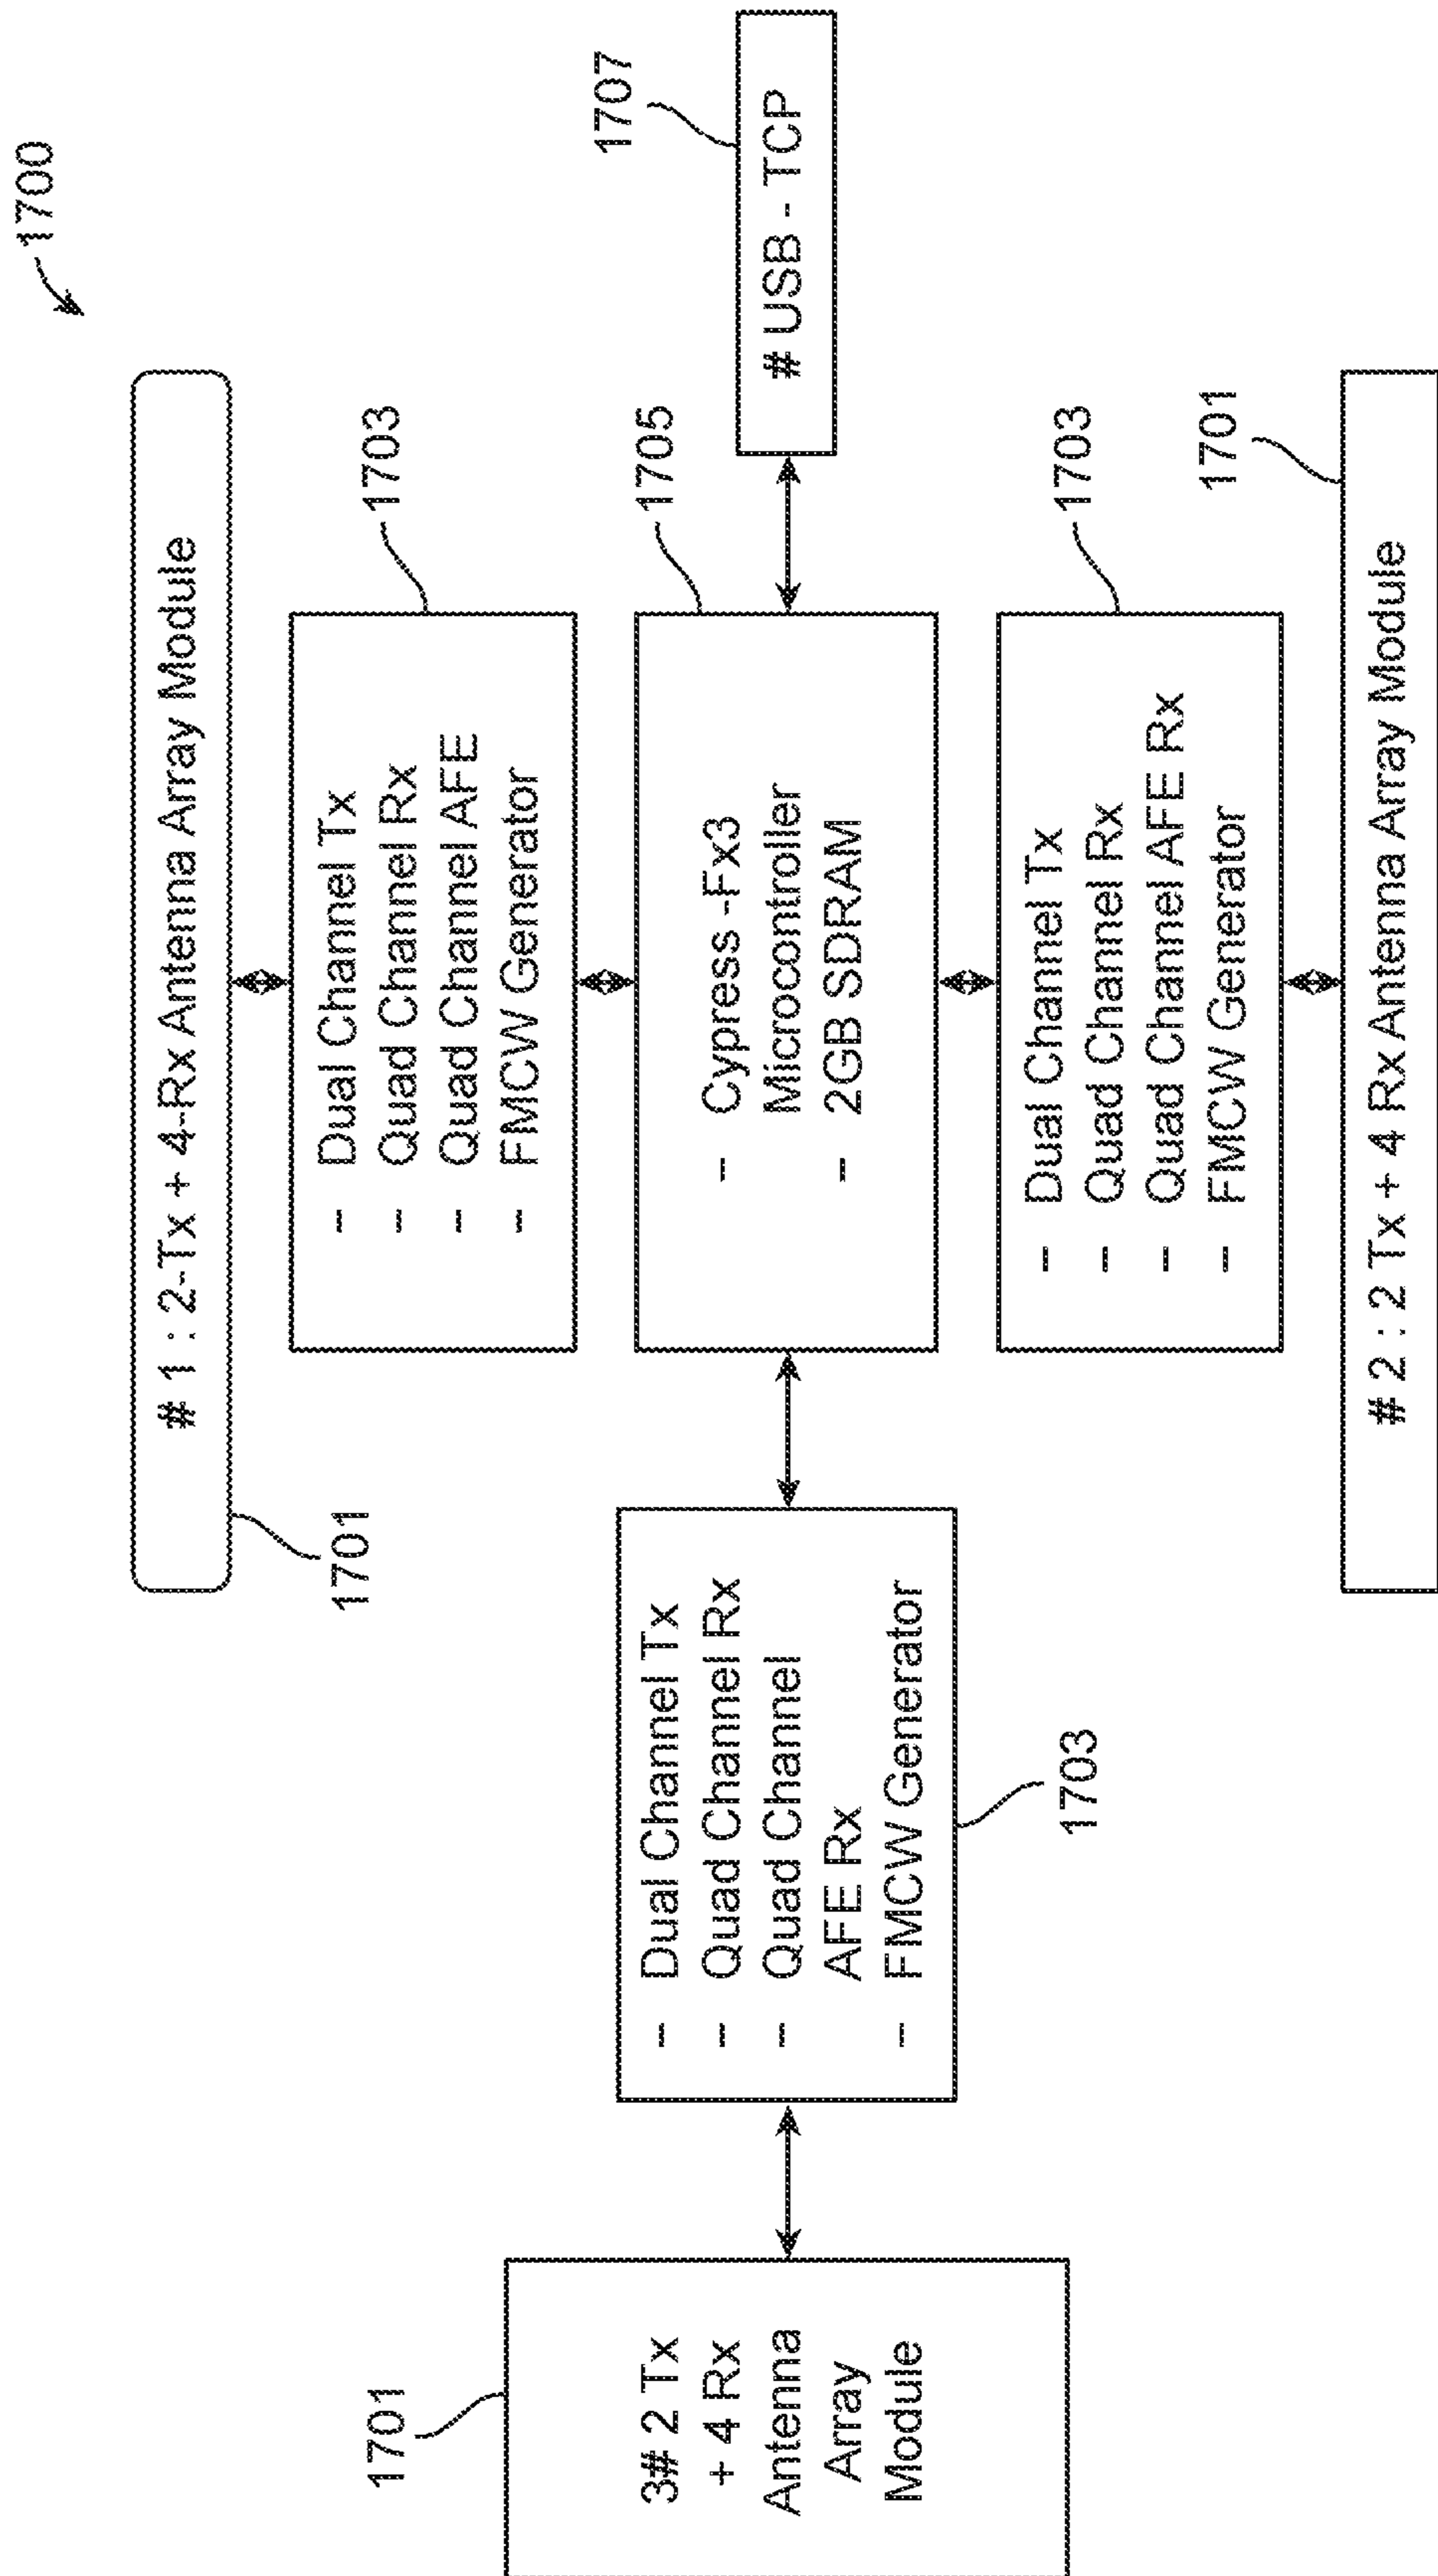 1700
# 1 : 2-Tx + 4-Rx Antenna Array Module
1701
1703
– Dual Channel Tx
– Quad Channel Rx
– Quad Channel AFE
– FMCW Generator
3# 2 Tx
+ 4 Rx
Antenna
Array
Module
1701
– Dual Channel Tx
– Quad Channel Rx
– Quad Channel
AFE Rx
– FMCW Generator
1703
– Cypress -Fx3
Microcontroller
– 2GB SDRAM
1705
# USB - TCP
1707
– Dual Channel Tx
– Quad Channel Rx
– Quad Channel AFE Rx
– FMCW Generator
1703
1701
# 2 : 2 Tx + 4 Rx Antenna Array Module